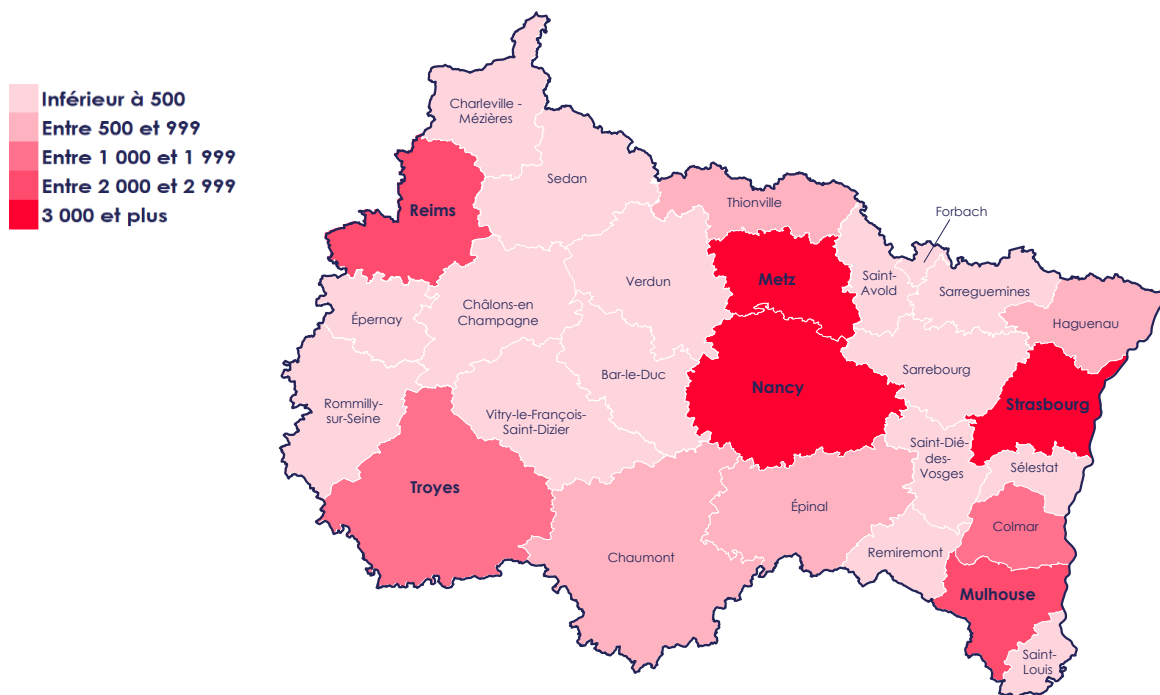 Inférieur à 500
Entre 500 et 999
Entre 1 000 et 1 999
Entre 2 000 et 2 999
3 000 et plus
Charleville -
Mézières
Sedan
Reims
Thionville
Forbach
Verdun
Metz
Saint-
Avold
Sarreguemines
Épernay
Châlons-en
Champagne
Haguenau
Bar-le-Duc
Nancy
Sarrebourg
Rommilly-
sur-Seine
Vitry-le-François-
Saint-Dizier
Strasbourg
Saint-Dié-
des-
Vosges
Sélestat
Troyes
Épinal
Colmar
Chaumont
Remiremont
Mulhouse
Saint-
Louis